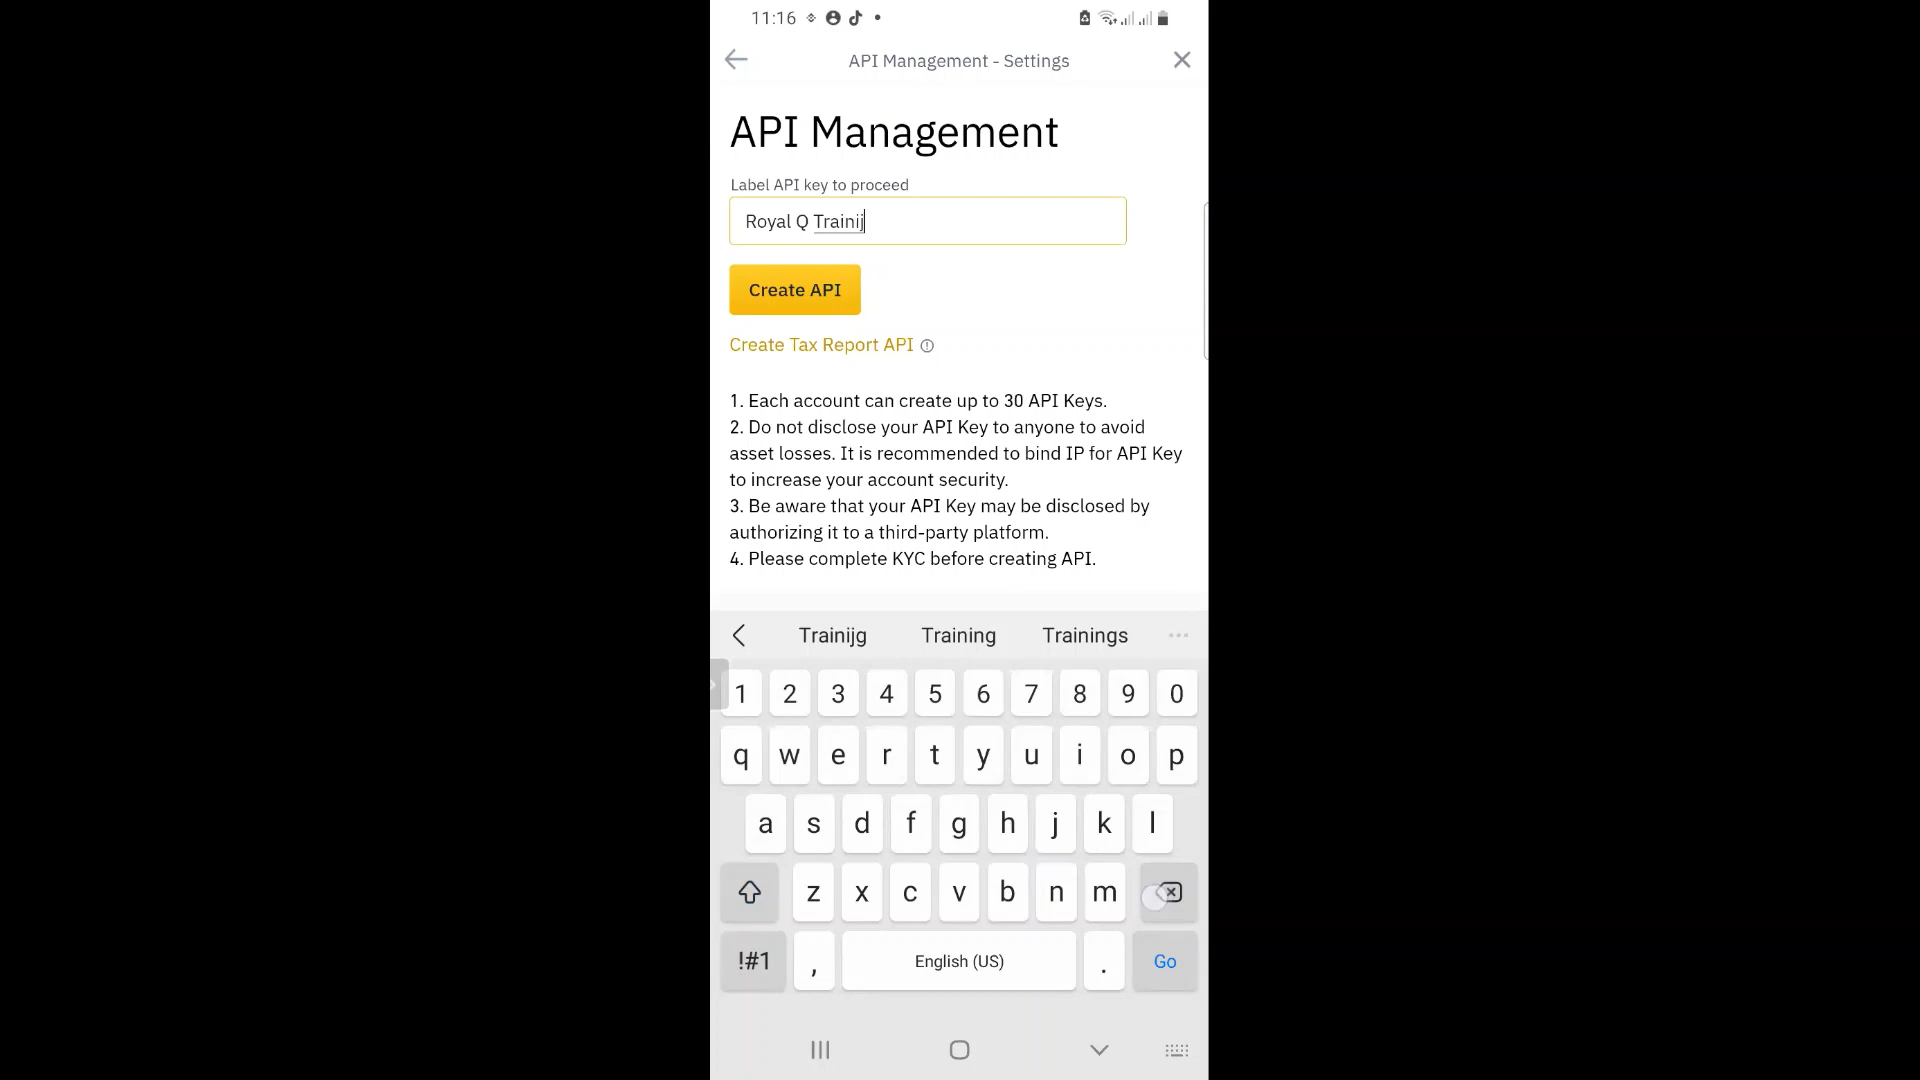 11:16
API Management - Settings
API Management
Label API key to proceed
Royal Q Trainij
Create API
Create Tax Report API
1. Each account can create up to 30 API Keys.
2. Do not disclose your API Key to anyone to avoid
asset losses. It is recommended to bind IP for API Key
to increase your account security.
3. Be aware that your API Key may be disclosed by
authorizing it to a third-party platform.
4. Please complete KYC before creating API.
Trainijg Training Trainings
1 2 3 4 5 6 7 8 9 0
q w e r t y u i o p
a s d f g h j k l
z x c v b n m
!#1 , English (US) . Go